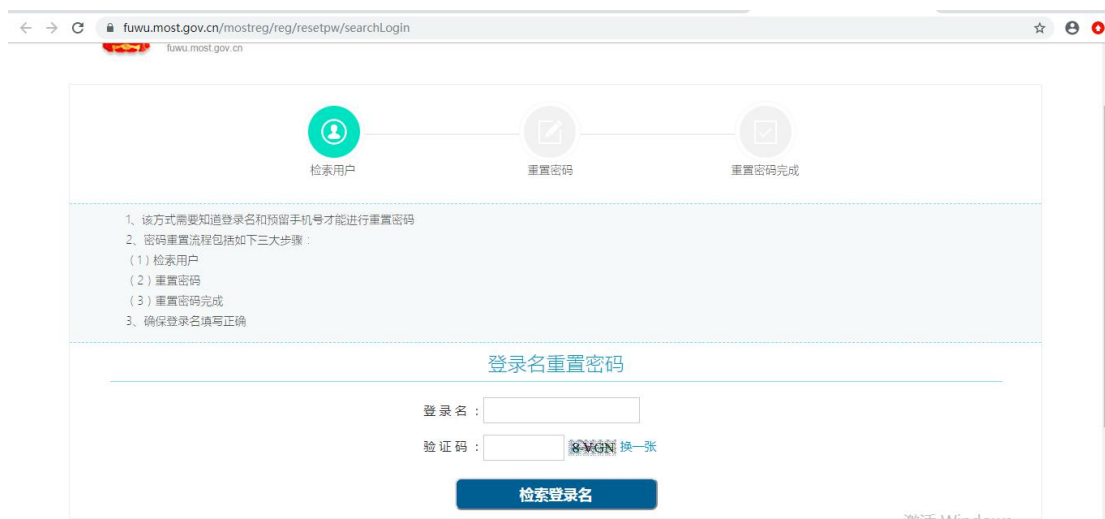 fuwu.most.gov.cn/mostreg/reg/resetpw/searchLogin
fuwu.most.gov.cn
检索用户
重置密码
重置密码完成
1、该方式需要知道登录名和预留手机号才能进行重置密码
2、密码重置流程包括如下三大步骤：
（1）检索用户
（2）重置密码
（3）重置密码完成
3、确保登录名填写正确
登录名重置密码
登 录 名 ：
验 证 码 ： 换一张
检索登录名